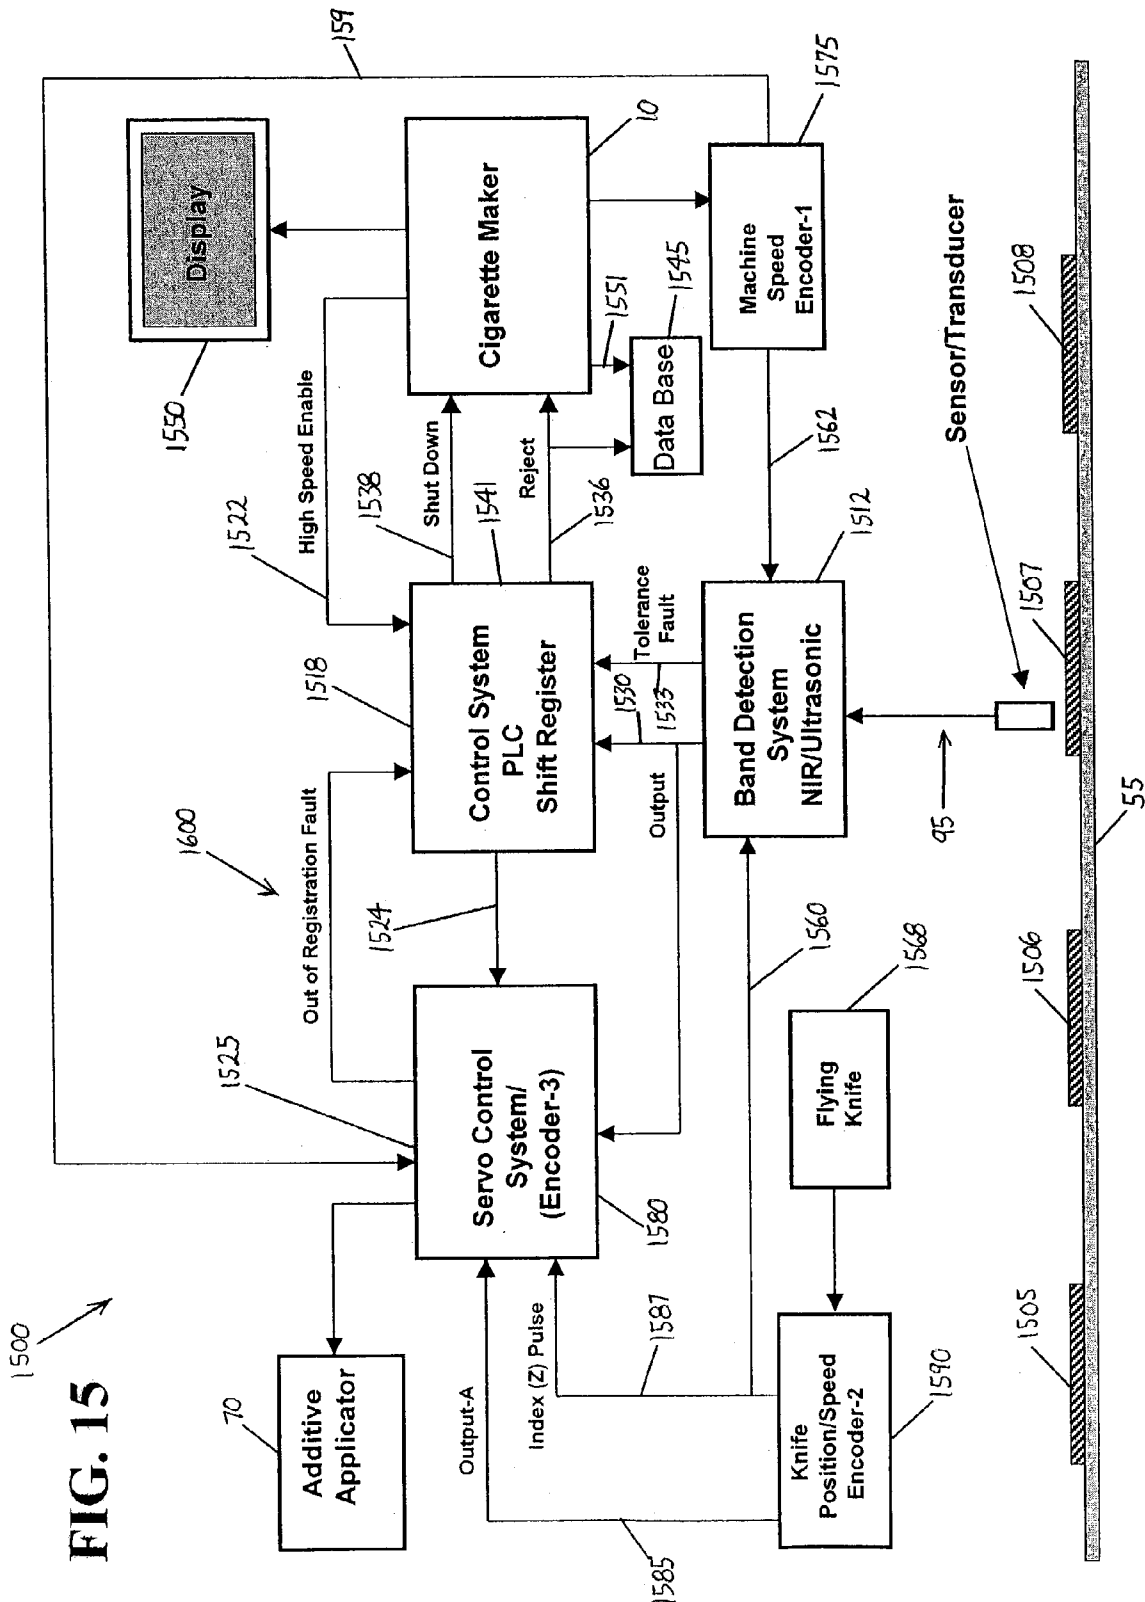 1500
FIG. 15
70
Additive
Applicator
1600
1525
Out of Registration Fault
1522
High Speed Enable
1550
Display
159
1518
1538
Shut Down
10
Output-A
Index (Z) Pulse
Servo Control
System/
(Encoder-3)
1524
Control System
PLC
Shift Register
1541
Reject
1536
Cigarette Maker
1551
1545
Data Base
1585
1587
1580
Output
1530
1533
Tolerance
Fault
1575
Machine
Speed
Encoder-1
1562
Knife
Position/Speed
Encoder-2
1590
Flying
Knife
1568
1560
Band Detection
System
NIR/Ultrasonic
1512
95
Sensor/Transducer
1505
1506
1507
1508
55